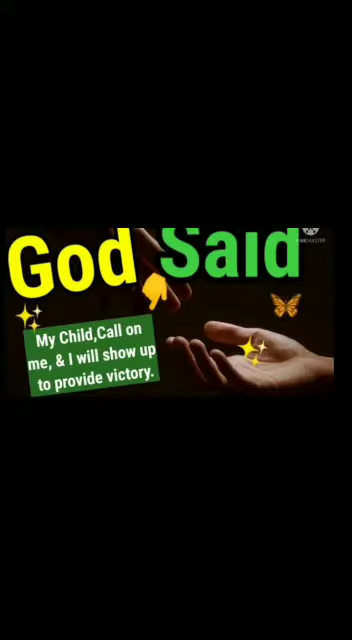 God Said
My Child,Call on
me, & I will show up
to provide victory.